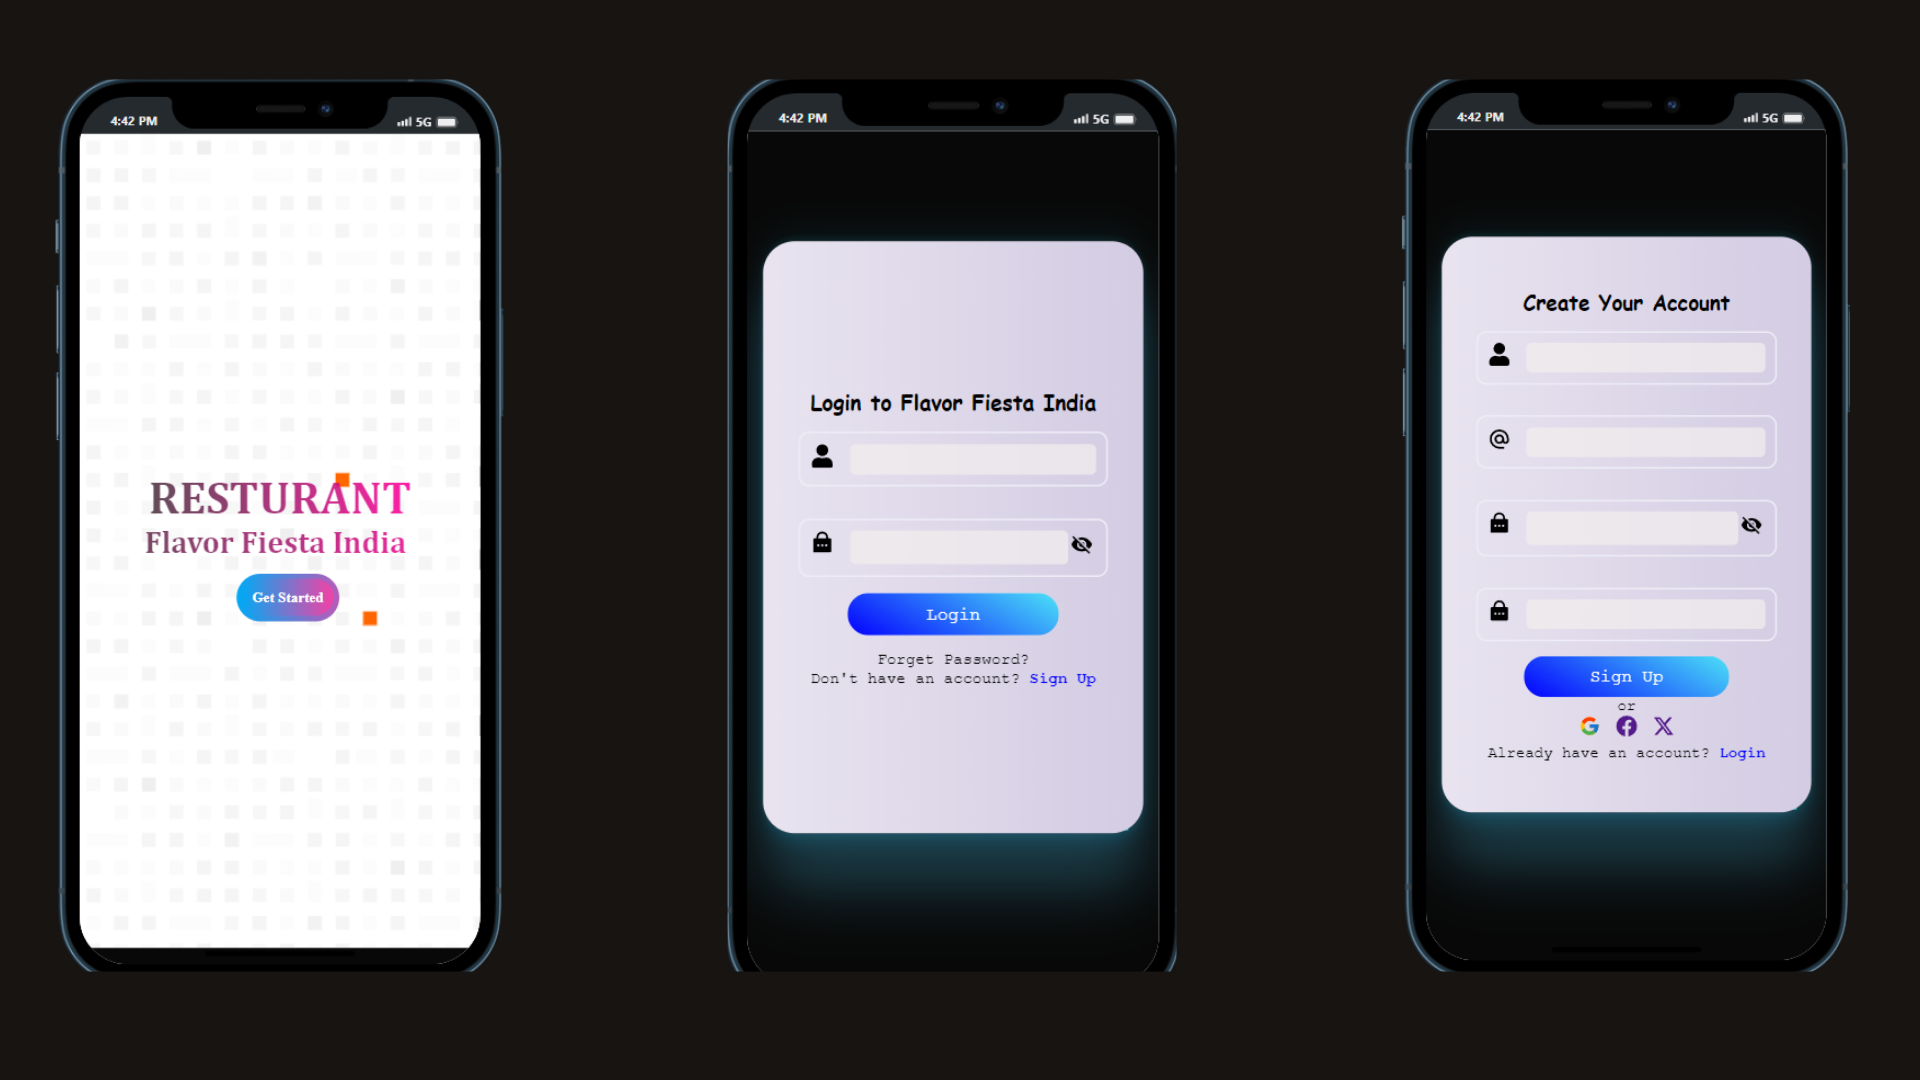 4:42 PM
5G
RESTURANT
Flavor Fiesta India
Get Started
4:42 PM
5G
Login to Flavor Fiesta India
Login
Forget Password?
Don't have an account? Sign Up
4:42 PM
5G
Create Your Account
Sign Up
or
Already have an account? Login